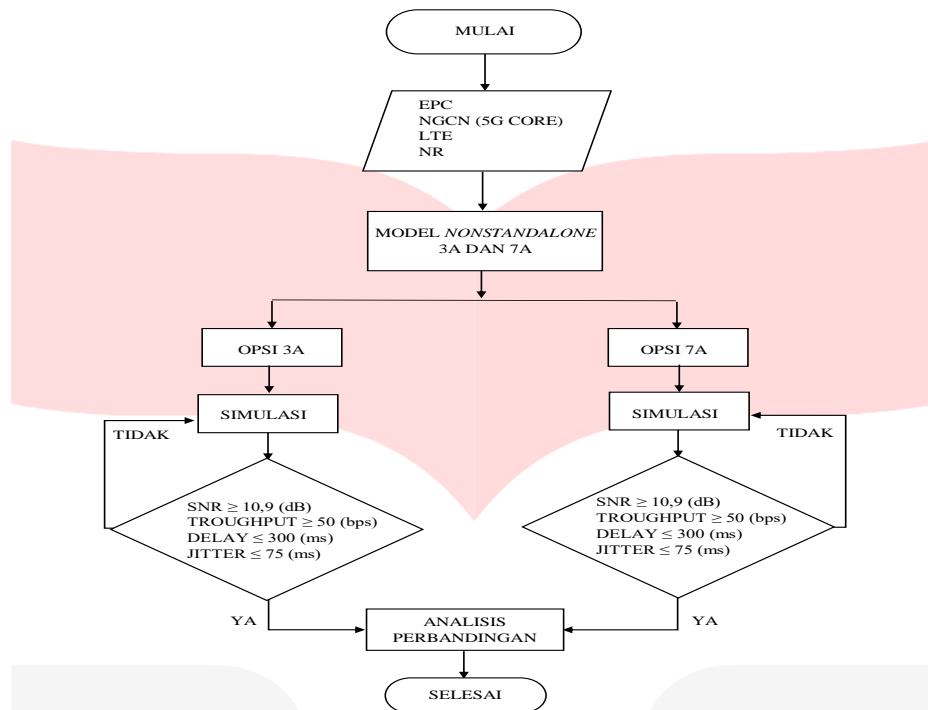 MULAI
EPC
NGCN (5G CORE)
LTE
NR
MODEL NONSTANDALONE
3A DAN 7A
OPSI 3A
OPSI 7A
SIMULASI
SIMULASI
TIDAK
TIDAK
SNR ≥ 10,9 (dB)
TROUGHPUT ≥ 50 (bps)
DELAY ≤ 300 (ms)
JITTER ≤ 75 (ms)
SNR ≥ 10,9 (dB)
TROUGHPUT ≥ 50 (bps)
DELAY ≤ 300 (ms)
JITTER ≤ 75 (ms)
YA
YA
ANALISIS
PERBANDINGAN
SELESAI